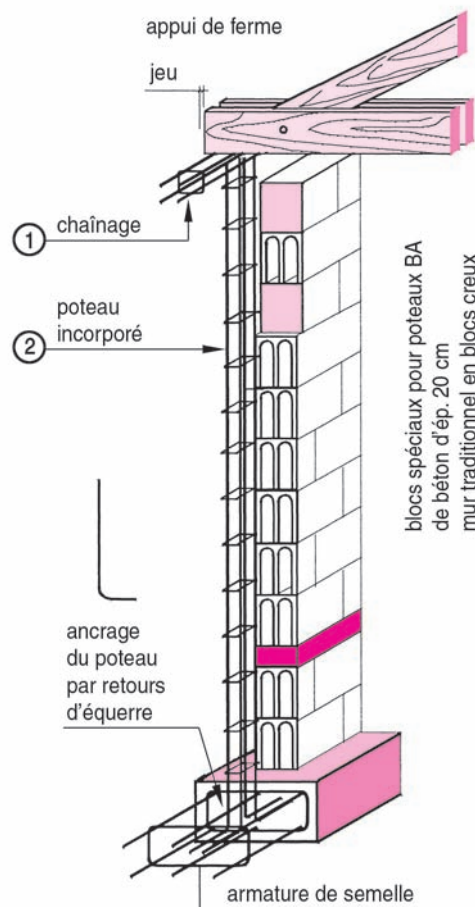 appui de ferme
jeu
1
chaînage
2
poteau
incorporé
blocs spéciaux pour poteaux BA
de béton d'ép. 20 cm
mur traditionnel en bloots creux
ancrage
du poteau
par retours
d'équerre
armature de semelle